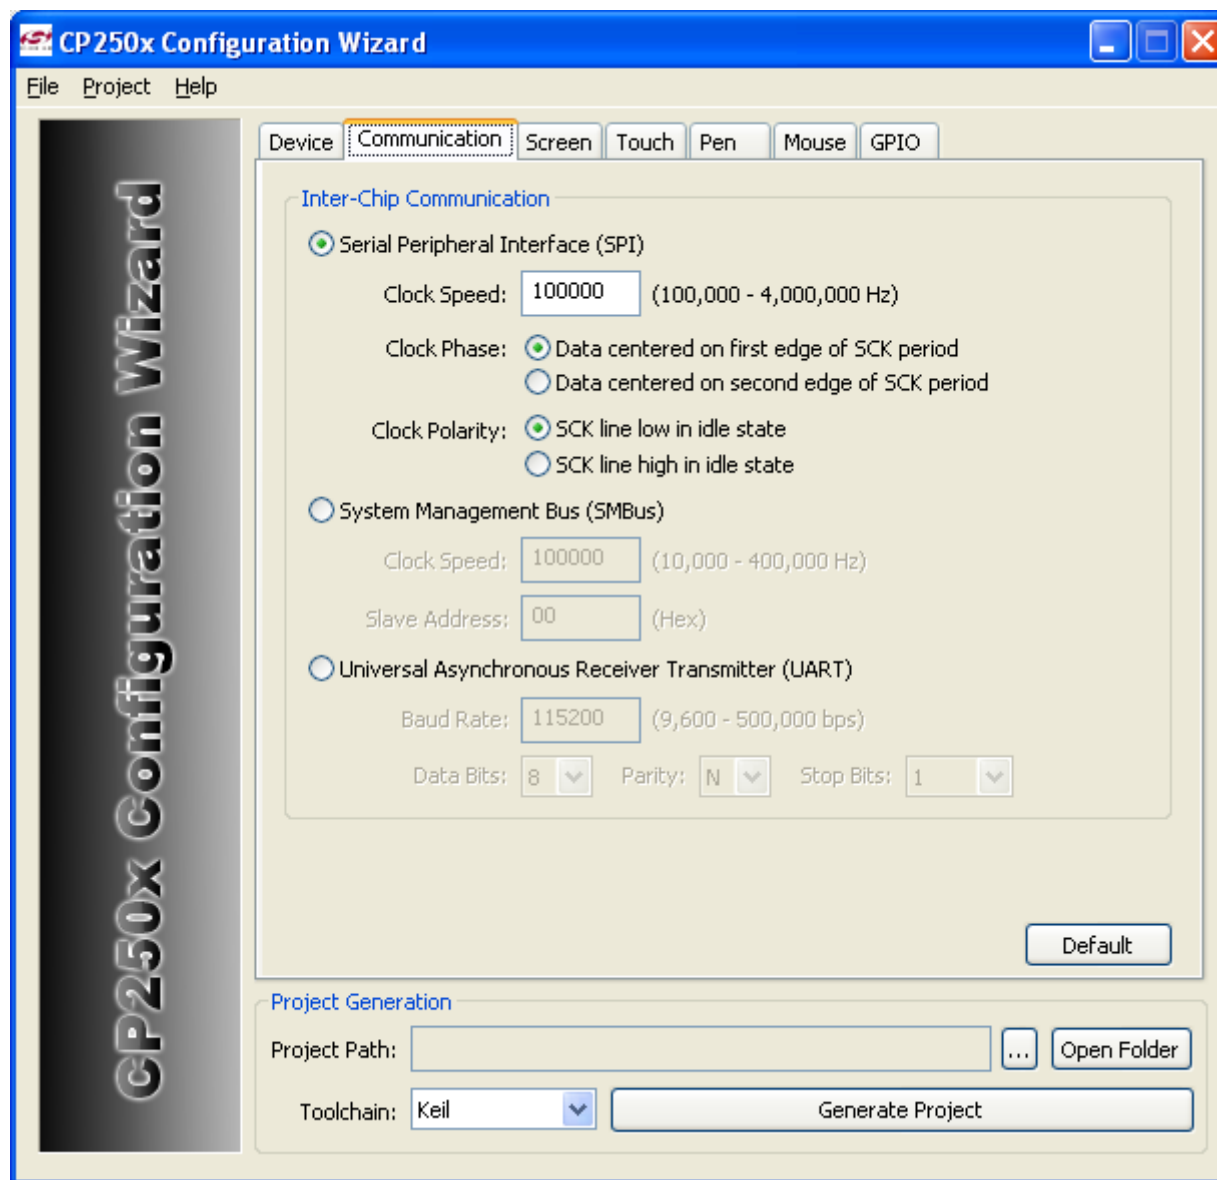 CP250x Configuration Wizard
File Project Help
CP250x Configuration Wizard
Device Communication Screen Touch Pen Mouse GPIO
Inter-Chip Communication
Serial Peripheral Interface (SPI)
Clock Speed: 100000 (100,000 - 4,000,000 Hz)
Clock Phase: Data centered on first edge of SCK period
Data centered on second edge of SCK period
Clock Polarity: SCK line low in idle state
SCK line high in idle state
System Management Bus (SMBus)
Clock Speed: 100000 (10,000 - 400,000 Hz)
Slave Address: 00 (Hex)
Universal Asynchronous Receiver Transmitter (UART)
Baud Rate: 115200 (9,600 - 500,000 bps)
Data Bits: 8 Parity: N Stop Bits: 1
Default
Project Generation
Project Path: ... Open Folder
Toolchain: Keil Generate Project